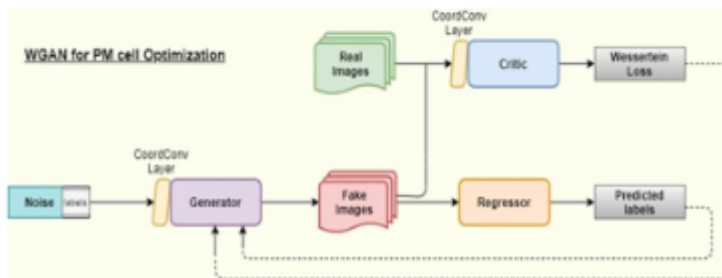 WGAN for PM cell Optimization
CoordConv
Layer
Real
Images
Critic
Wessertein
Loss
CoordConv
Layer
Noise
labels
Generator
Fake
Images
Regressor
Predicted
labels